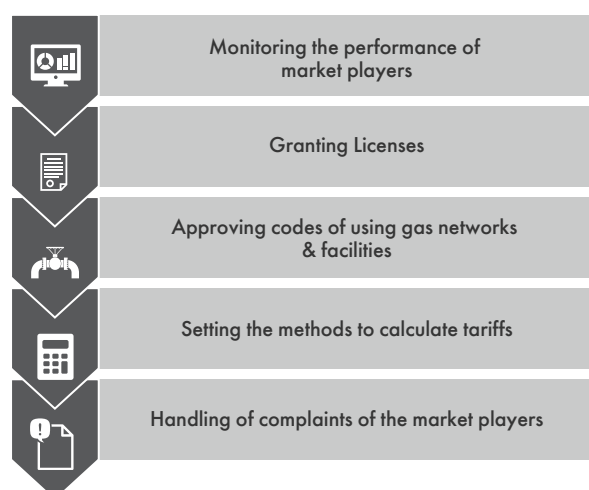 Monitoring the performance of
market players
Granting Licenses
Approving codes of using gas networks
& facilities
Setting the methods to calculate tariffs
Handling of complaints of the market players